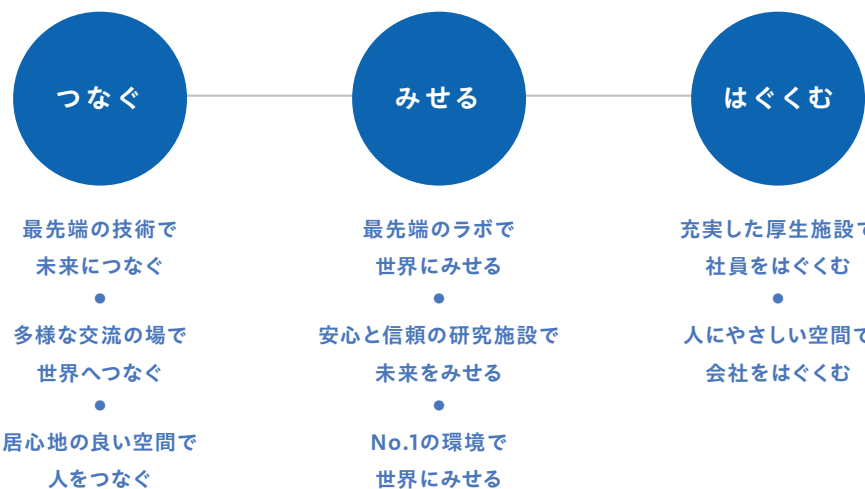 つなぐ
最先端の技術で
未来につなぐ
多様な交流の場で
世界へつなぐ
居心地の良い空間で
人をつなぐ
みせる
最先端のラボで
世界にみせる
安心と信頼の研究施設で
未来をみせる
No.1の環境で
世界にみせる
はぐくむ
充実した厚生施設で
社員をはぐくむ
人にやさしい空間で
会社をはぐくむ